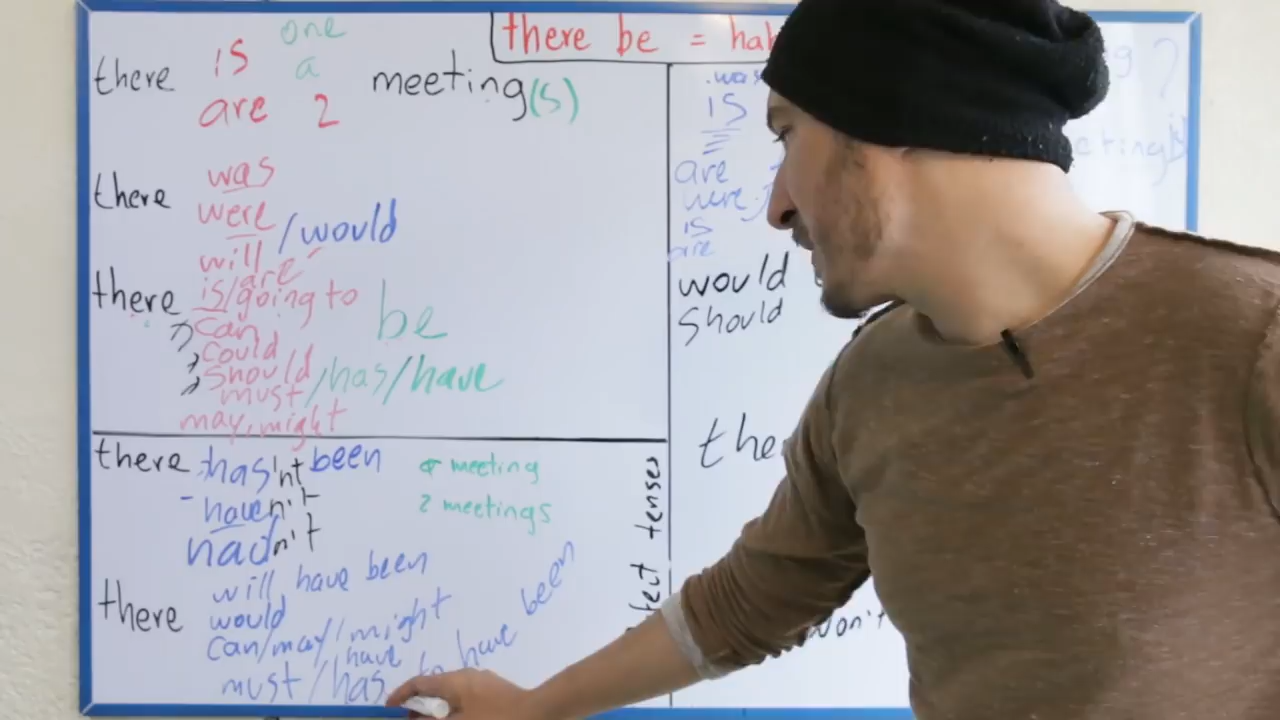 there be = hab
one
there is a meeting(s)
are 2
there was
were
will /would
are
there is/going to be
can
could
should
must /has/have
may, might
there hasn't been a meeting
- haven't 2 meetings
hadn't
will have been
there would
can/may/might
have
must/has to have been
tenses
was
is
are
were
is
are
would
should
the
won't
?